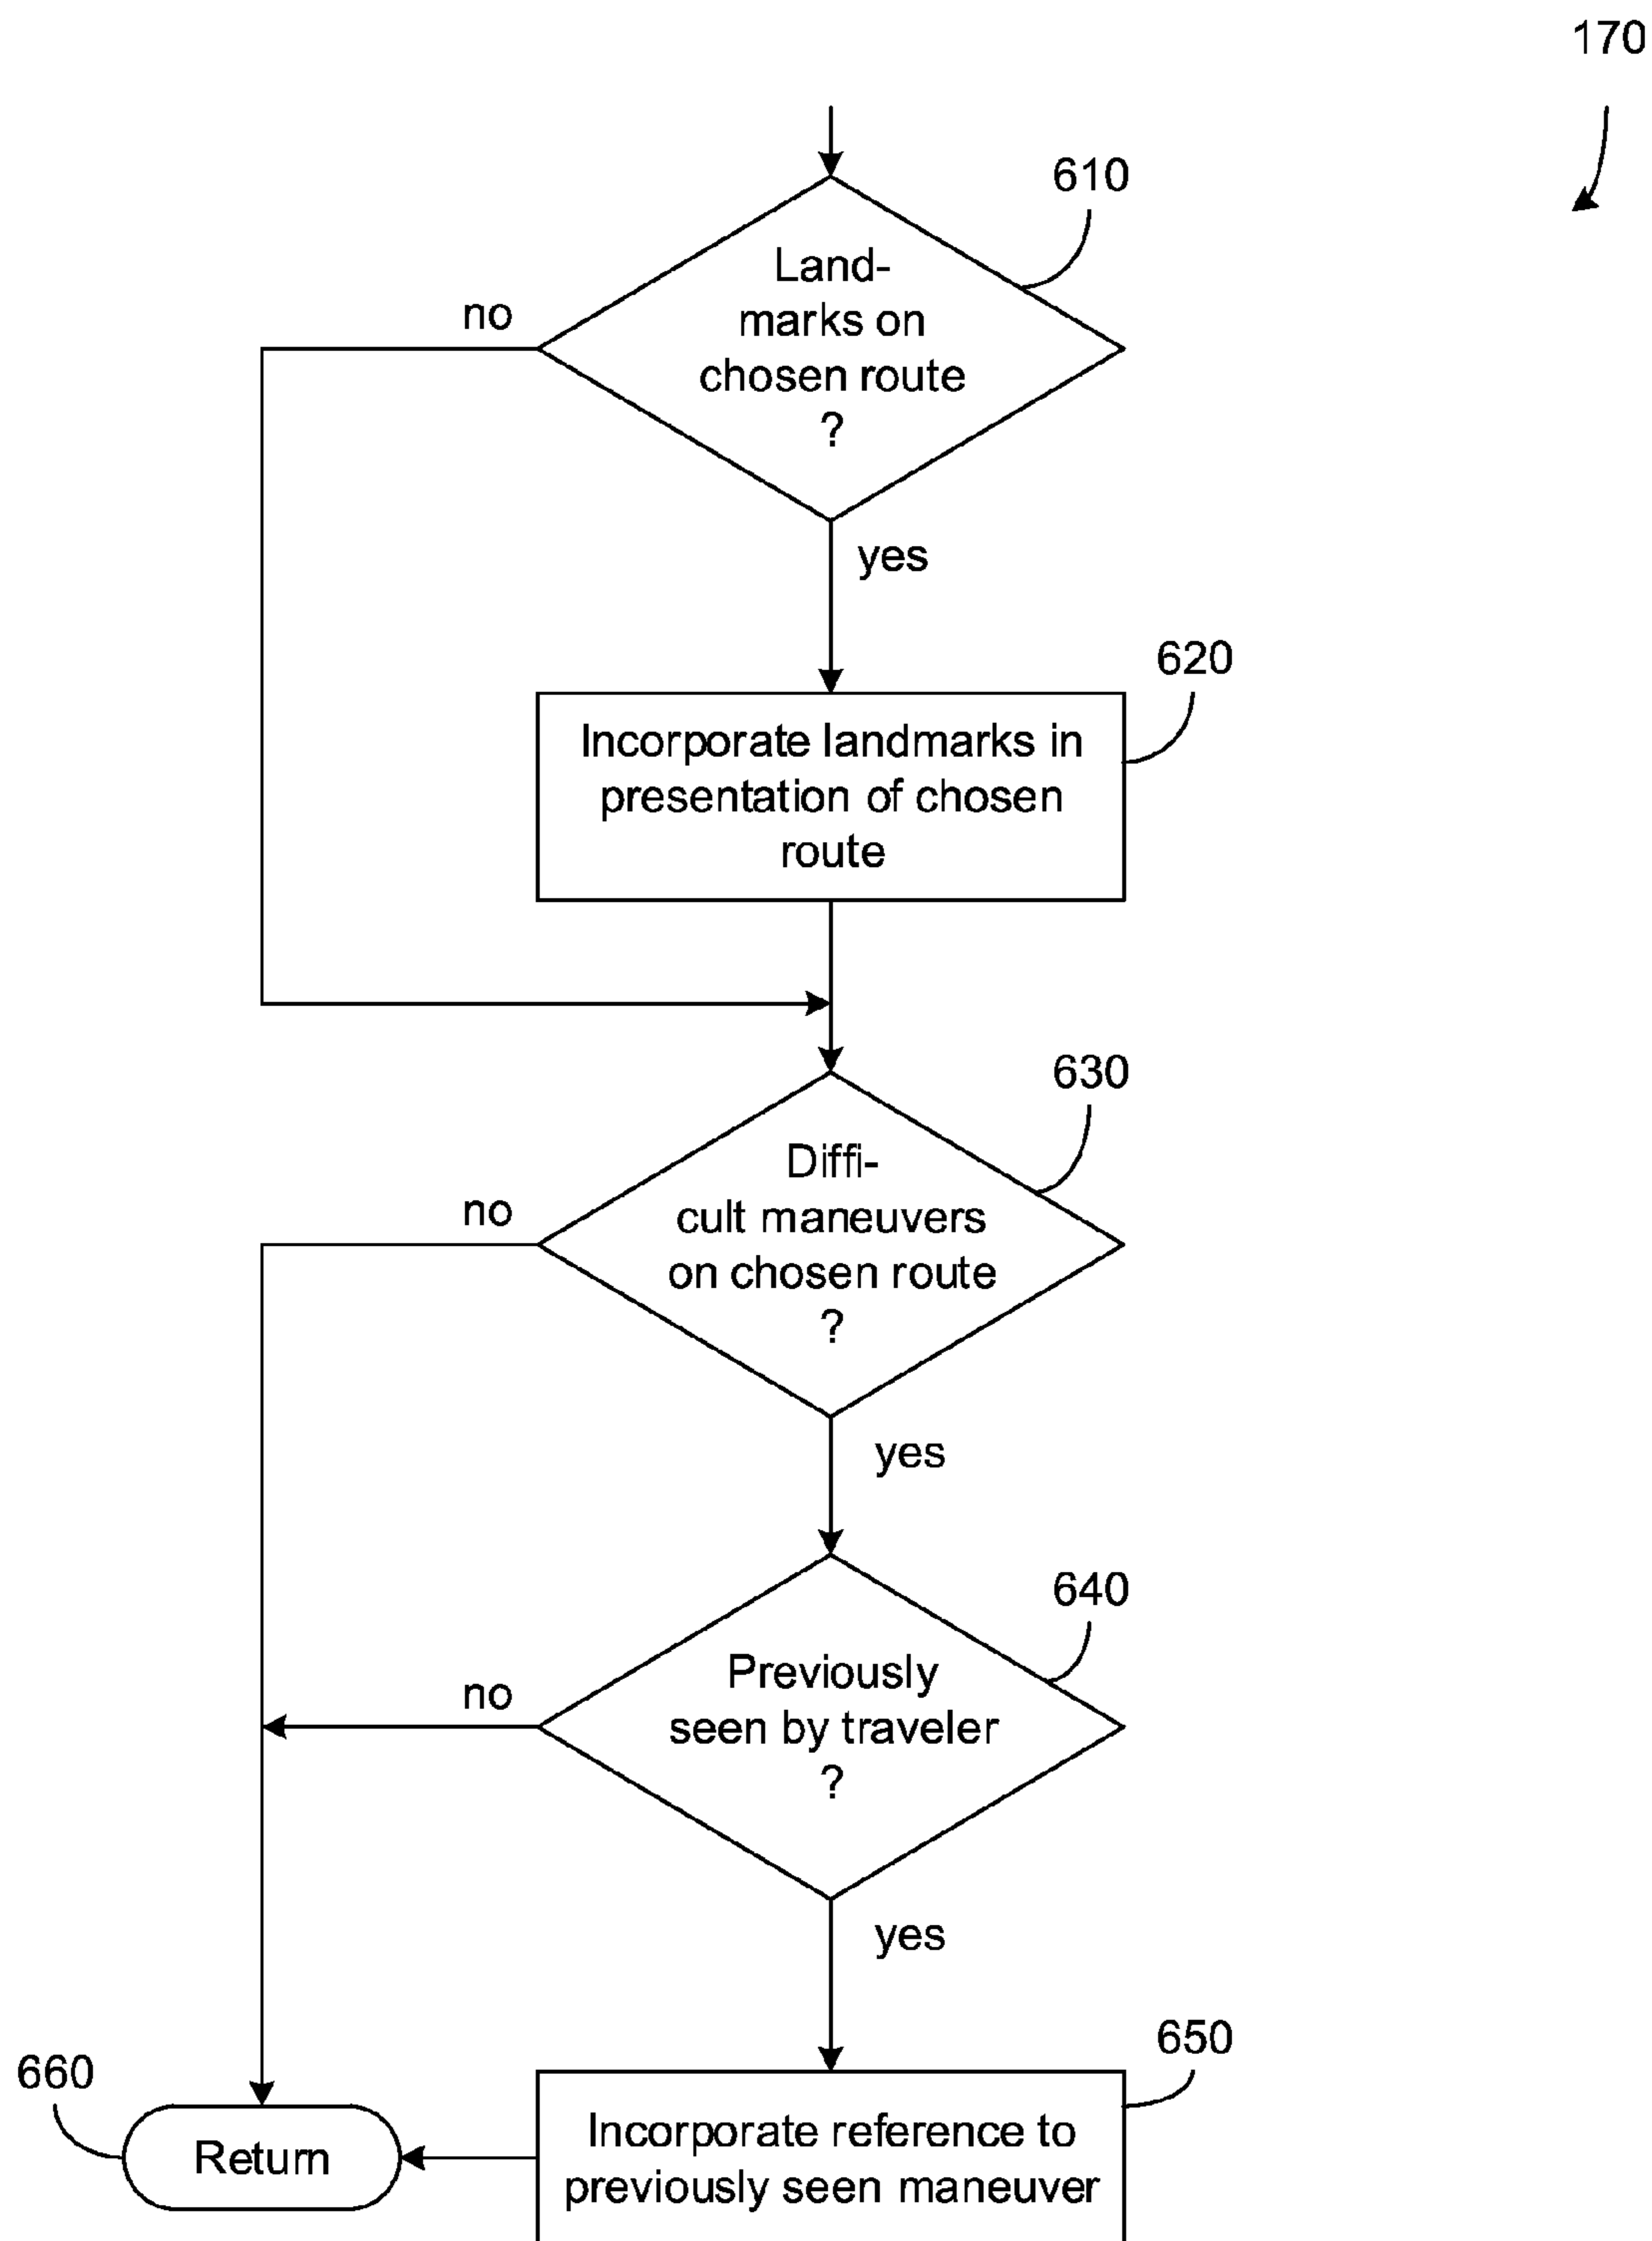 170
610
Land-
marks on
chosen route
?
no
yes
620
Incorporate landmarks in
presentation of chosen
route
630
Diffi-
cult maneuvers
on chosen route
?
no
yes
640
Previously
seen by traveler
?
no
yes
650
660
Incorporate reference to
previously seen maneuver
Return